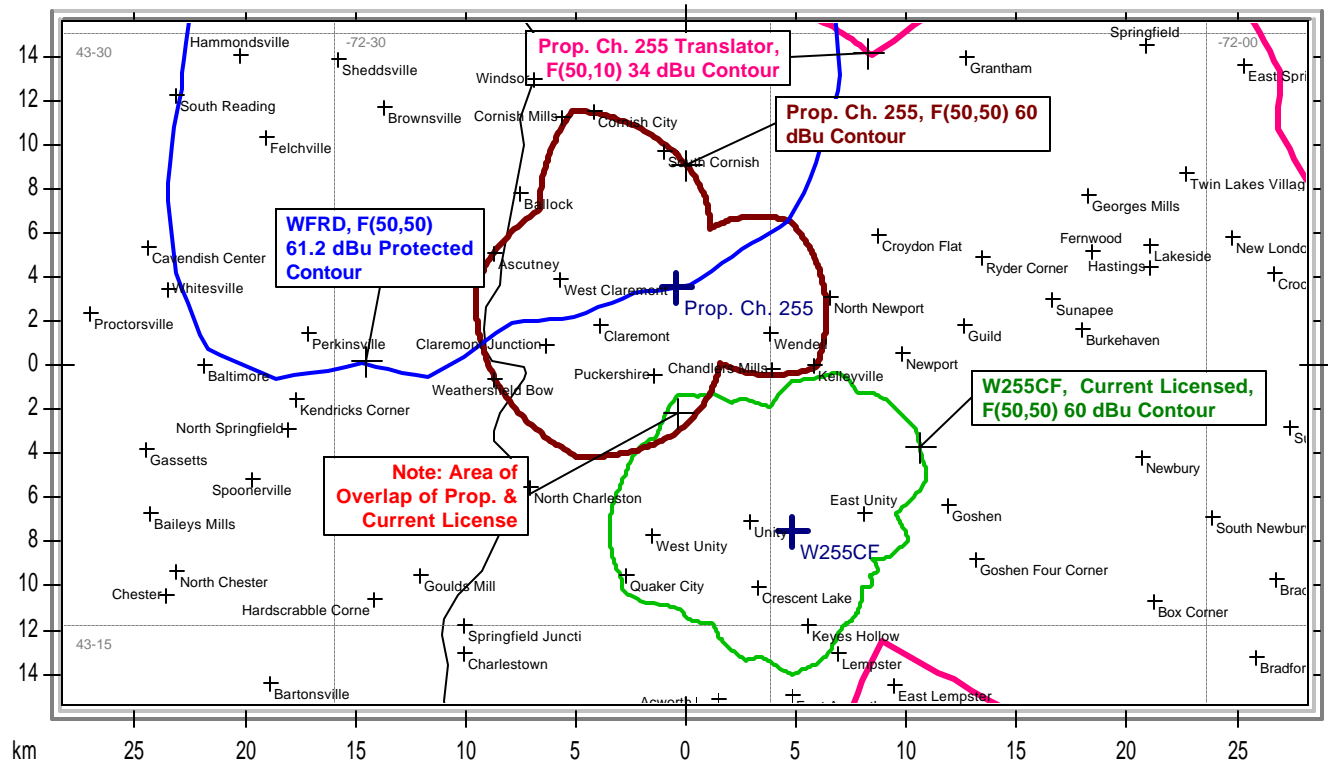 14
12
10
8
6
4
2
0
2
4
6
8
10
12
14
km
25
20
15
10
5
0
5
10
15
20
25
43-30
-72-30
-72-00
43-15
Hammondsville
Sheddsville
Windsor
Prop. Ch. 255 Translator,
F(50,10) 34 dBu Contour
Grantham
Springfield
East Spri
South Reading
Brownsville
Cornish Mills
Cornish City
Prop. Ch. 255, F(50,50) 60
dBu Contour
Felchville
South Cornish
Twin Lakes Villag
Ballock
Georges Mills
WFRD, F(50,50)
61.2 dBu Protected
Contour
Cavendish Center
Croydon Flat
Fernwood
Lakeside
New Londo
Ascutney
Ryder Corner
Hastings
Whitesville
West Claremont
Croc
Prop. Ch. 255
North Newport
Sunapee
Proctorsville
Perkinsville
Claremont Junction
Claremont
Wendell
Guild
Burkehaven
Baltimore
Weathersfield Bow
Puckershire
Chandlers Mills
Kelleyville
Newport
Kendricks Corner
W255CF,  Current Licensed,
F(50,50) 60 dBu Contour
North Springfield
Gassetts
Newbury
Note: Area of
Overlap of Prop. &
Current License
Spoonerville
North Charleston
East Unity
Goshen
Baileys Mills
Unity
South Newbur
West Unity
W255CF
North Chester
Goulds Mill
Quaker City
Goshen Four Corner
Chester
Hardscrabble Corne
Crescent Lake
Box Corner
Springfield Juncti
Keyes Hollow
Charlestown
Lempster
Bradfor
Bartonsville
East Lempster